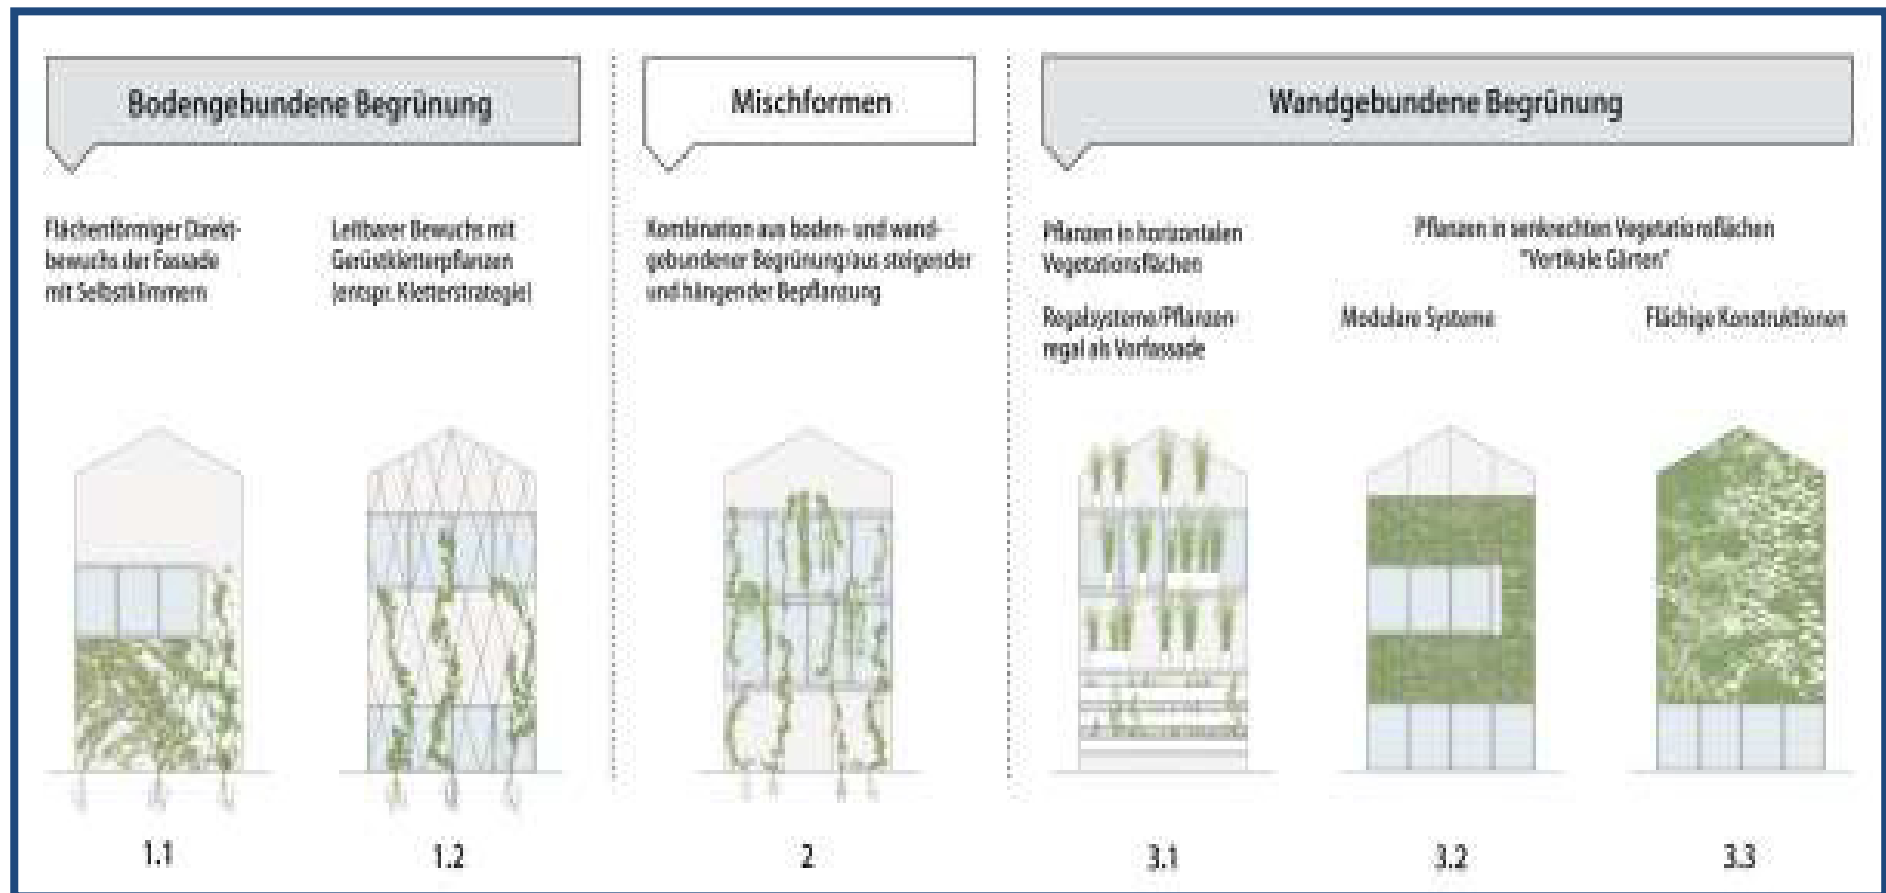 Bodengebundene Begrünung
Mischformen
Wandgebundene Begrünung
Flächenförmiger Direkt-
bewuchs der Fassade
mit Selbstklimmern
Leitbarer Bewuchs mit
Gerüstkletterpflanzen
(entspr. Kletterstrategie)
Kombination aus boden- und wand-
gebundener Begrünung/aus steigender
und hängender Bepflanzung
Pflanzen in horizontalen
Vegetationsflächen
Regalsysteme/Pflanzen-
regal als Vorfassade
Pflanzen in senkrechten Vegetationsflächen
"Vertikale Gärten"
Modulare Systeme
Flächige Konstruktionen
1.1
1.2
2
3.1
3.2
3.3